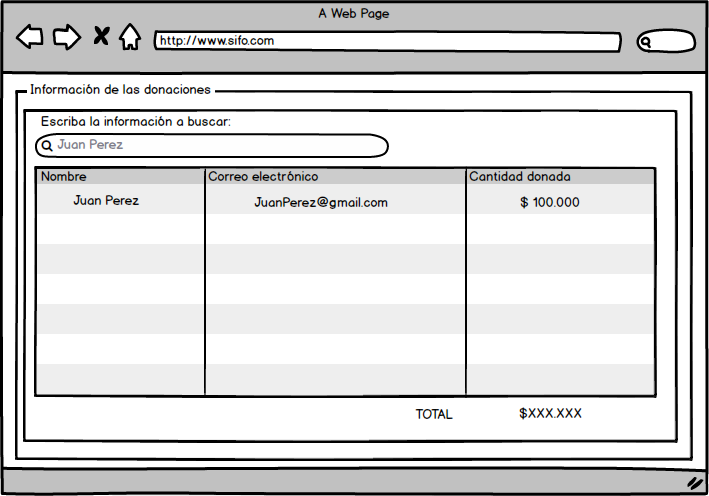 A Web Page
http://www.sifo.com
Información de las donaciones
Escriba la información a buscar:
Juan Perez
Nombre Correo electrónico Cantidad donada
Juan Perez JuanPerez@gmail.com $ 100.000
TOTAL $XXX.XXX